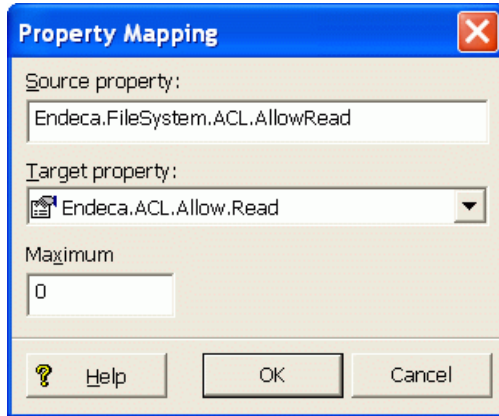 Property Mapping
Source property:
Endeca.FileSystem.ACL.AllowRead
Target property:
Endeca.ACL.Allow.Read
Maximum
0
? Help OK Cancel